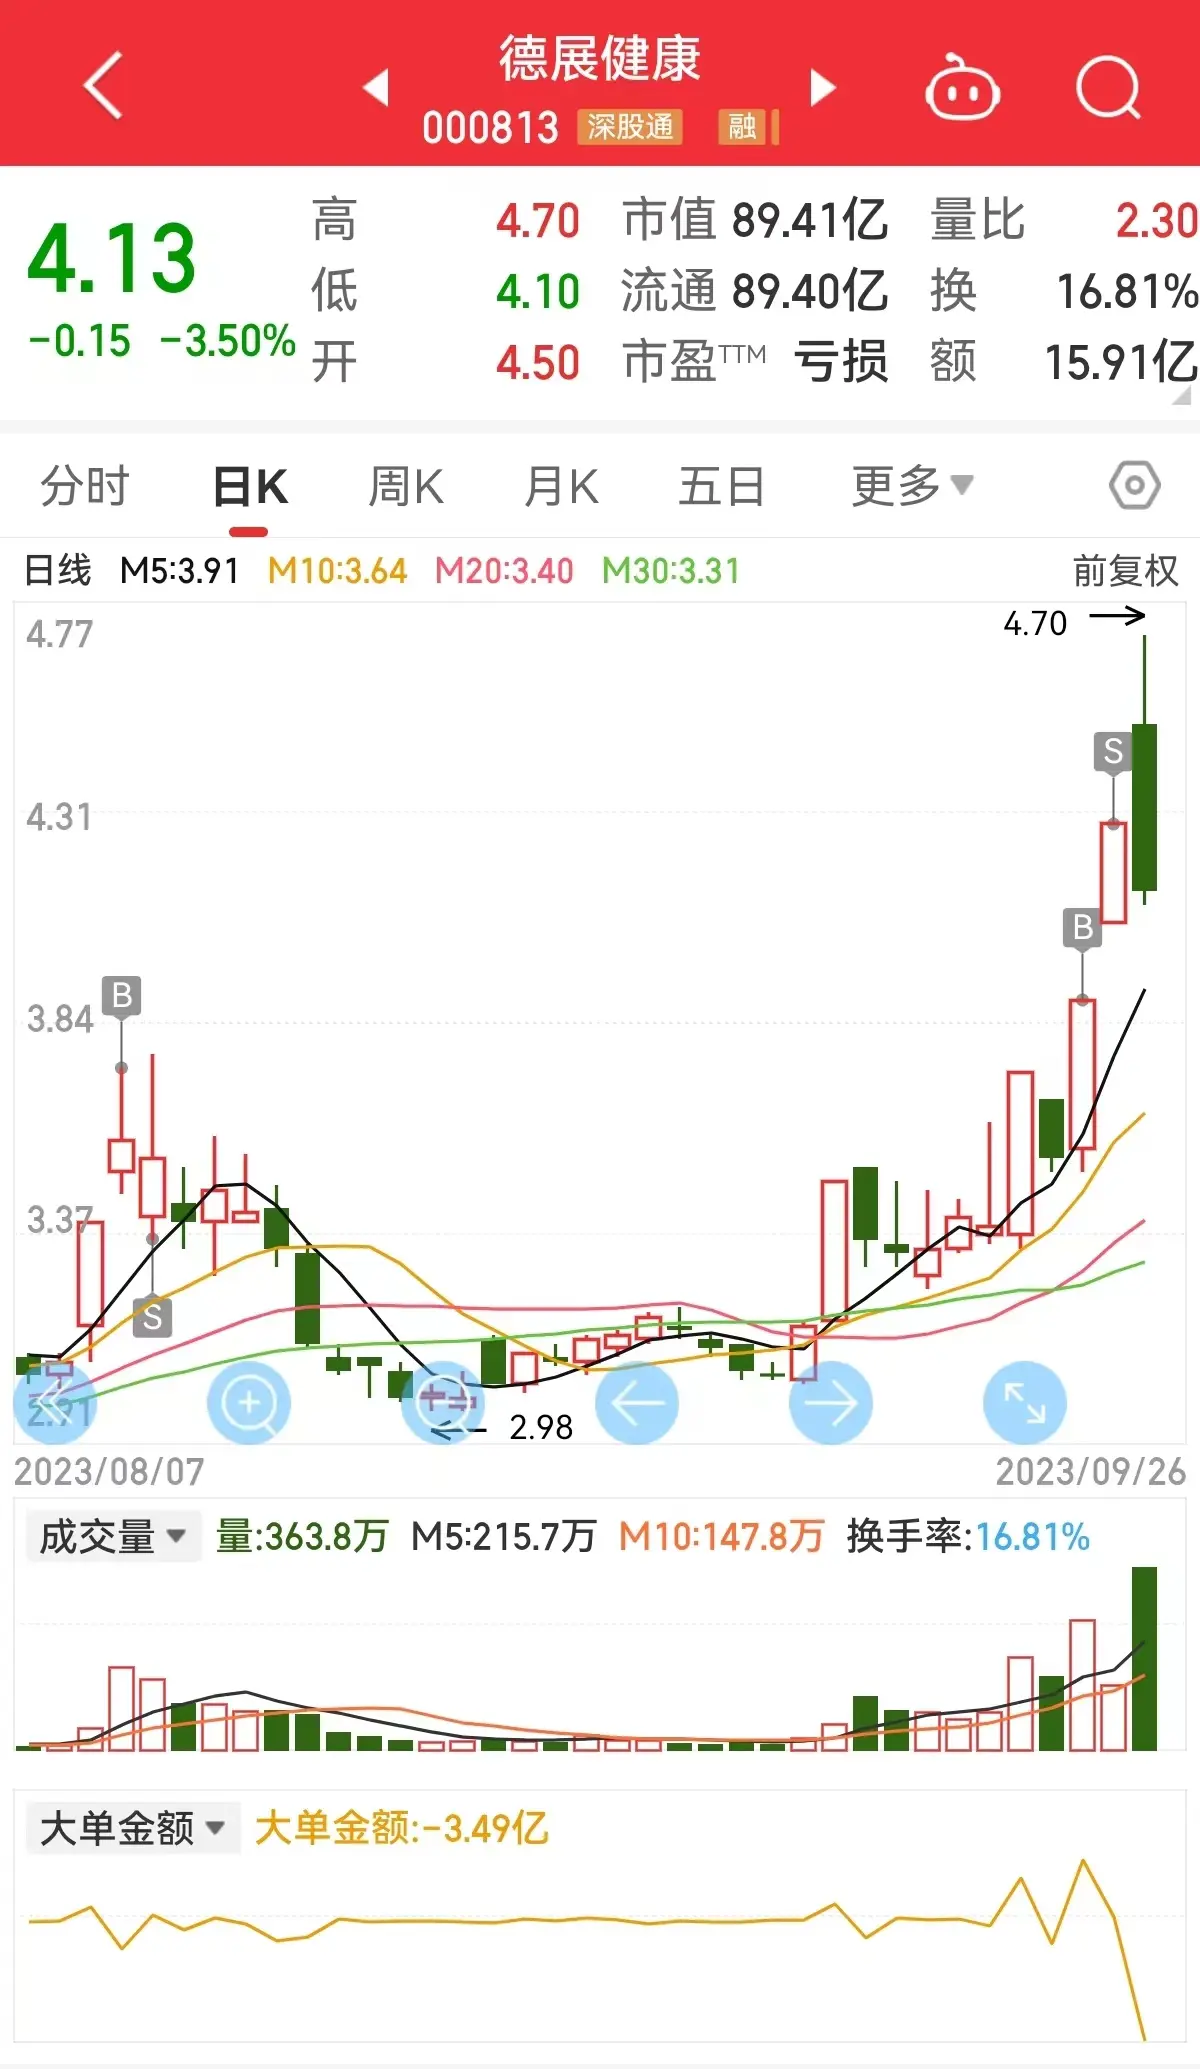 德展健康
000813 深股通 融
4.13
-0.15 -3.50%
高 4.70 市值 89.41亿 量比 2.30
低 4.10 流通 89.40亿 换 16.81%
开 4.50 市盈TTM 亏损 额 15.91亿
分时 日K 周K 月K 五日 更多
日线 M5:3.91 M10:3.64 M20:3.40 M30:3.31 前复权
4.77
4.70
S
4.31
B
B
3.84
3.37
S
2.91
2.98
2023/08/07 2023/09/26
成交量 量:363.8万 M5:215.7万 M10:147.8万 换手率:16.81%
大单金额 大单金额:-3.49亿